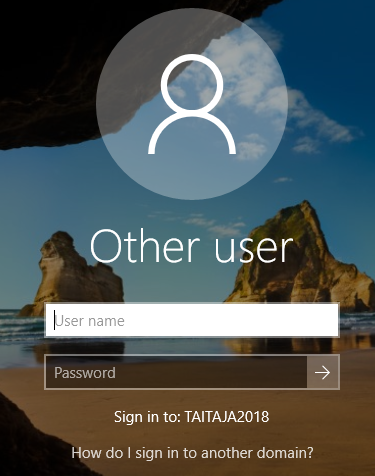 Other user
User name
Password
Sign in to: TAITAJA2018
How do I sign in to another domain?